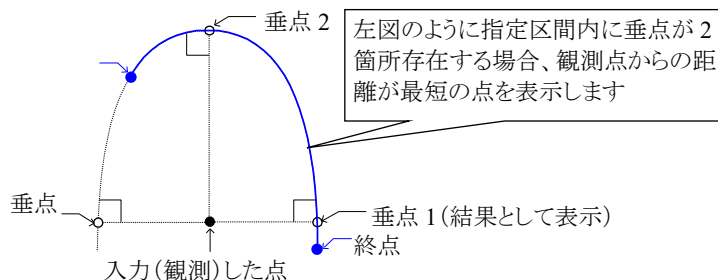 垂点 2
左図のように指定区間内に垂点が 2
箇所存在する場合、観測点からの距
離が最短の点を表示します
垂点
垂点 1(結果として表示)
終点
入力(観測)した点